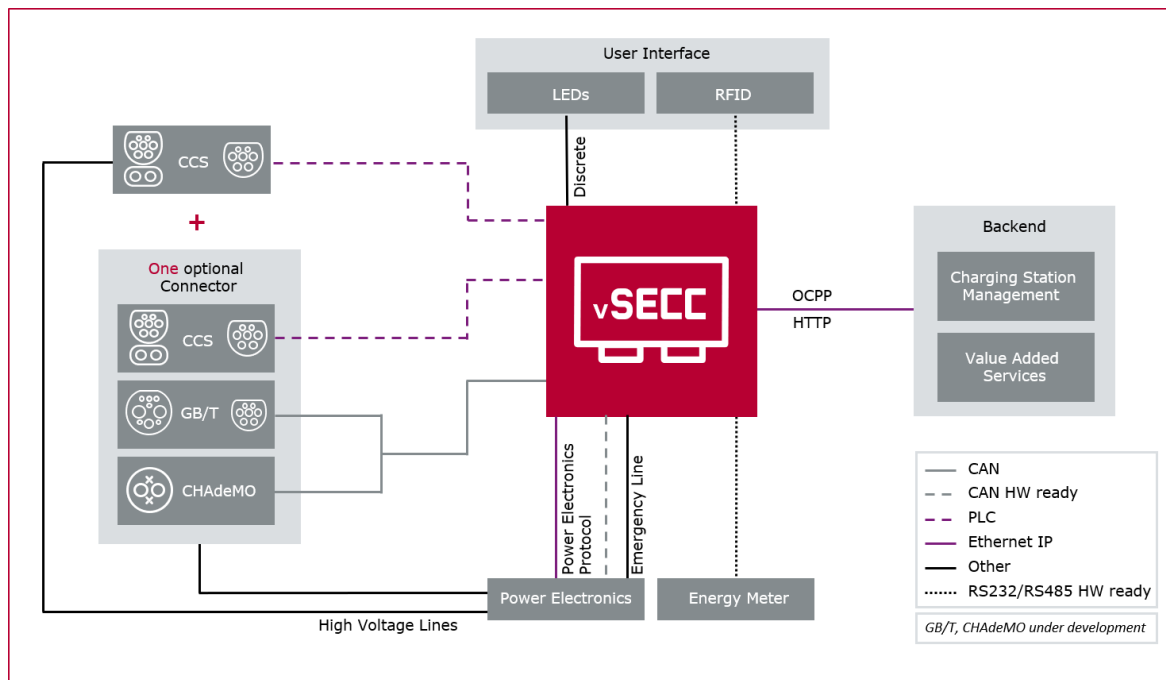 User Interface
LEDs
RFID
Discrete
CCS
+
One optional
Connector
CCS
GB/T
CHAdeMO
vSECC
OCPP
HTTP
Backend
Charging Station
Management
Value Added
Services
Power Electronics
Protocol
Emergency Line
Power Electronics
Energy Meter
High Voltage Lines
CAN
CAN HW ready
PLC
Ethernet IP
Other
RS232/RS485 HW ready
GB/T, CHAdeMO under development